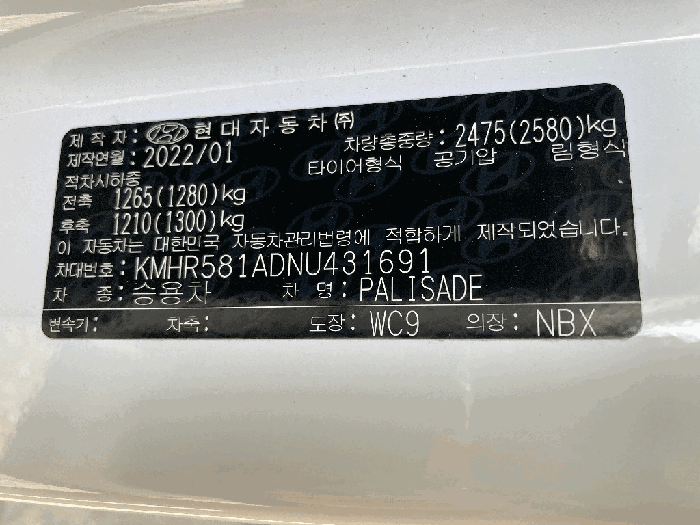 제 작 자: 현대자동차㈜ 차량총중량: 2475(2580)kg
제작연월: 2022/01 타이어형식 공기압 림형식
적차시하중
전축 1265(1280)kg
후축 1210(1300)kg
이 자동차는 대한민국 자동차관리법령에 적합하게 제작되었습니다.
차대번호: KMHR581ADNU431691
차 종: 승용차 차 명: PALISADE
변속기: 차축: 도장: WC9 의장: NBX